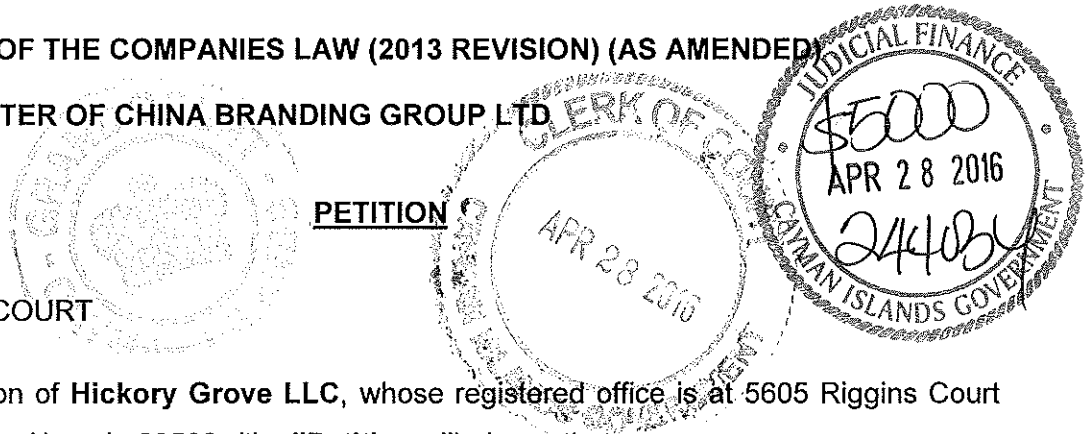 OF THE COMPANIES LAW (2013 REVISION) (AS AMENDED)
TER OF CHINA BRANDING GROUP LTD
JUDICIAL FINANCE
$5000
APR 28 2016
CAYMAN ISLANDS GOVERNMENT
CLERK OF
APR 28 2016
PETITION
COURT
on of Hickory Grove LLC, whose registered office is at 5605 Riggins Court